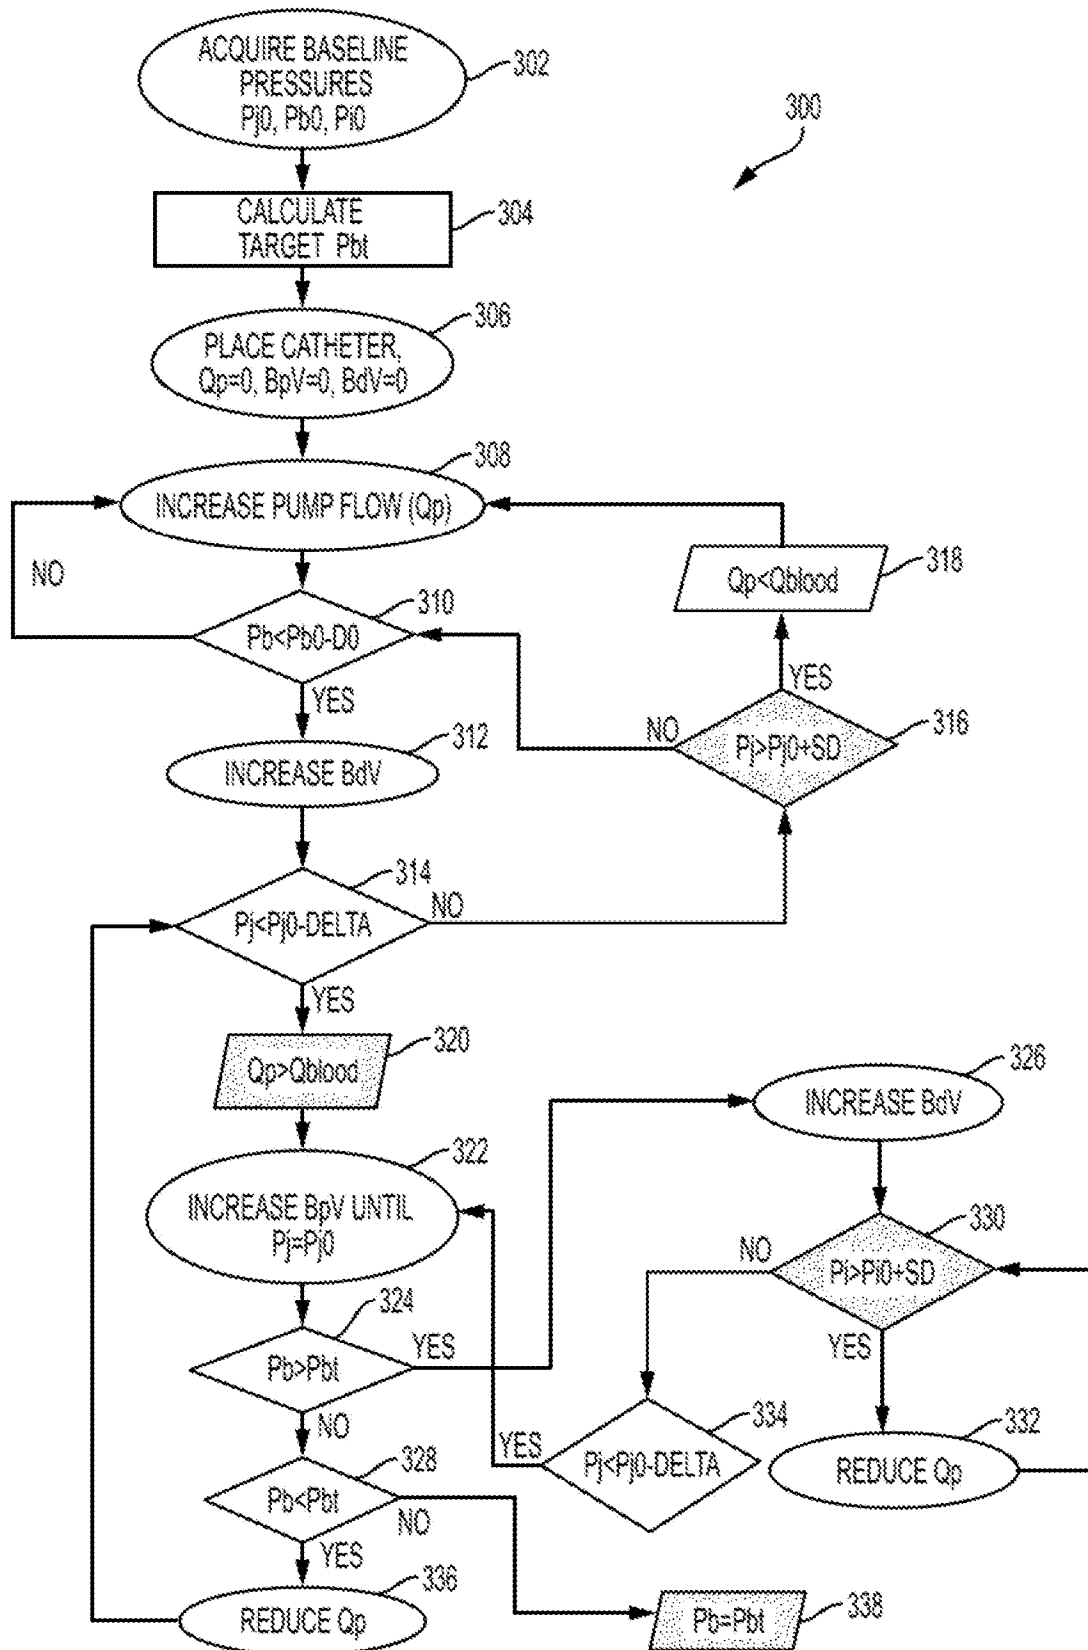 ACQUIRE BASELINE
PRESSURES
Pj0, Pb0, Pi0
302
300
CALCULATE
TARGET Pbt
304
PLACE CATHETER,
Qp=0, BpV=0, BdV=0
306
INCREASE PUMP FLOW (Qp)
308
NO
Pb<Pb0-D0
310
Qp<Qblood
318
YES
YES
NO
Pj>Pj0+SD
316
INCREASE BdV
312
Pj<Pj0-DELTA
314
NO
YES
Qp>Qblood
320
INCREASE BdV
326
INCREASE BpV UNTIL
Pj=Pj0
322
NO
Pi>Pi0+SD
330
YES
Pb>Pbt
324
YES
NO
YES
Pj<Pj0-DELTA
334
REDUCE Qp
332
Pb<Pbt
328
NO
YES
REDUCE Qp
336
Pb=Pbt
338